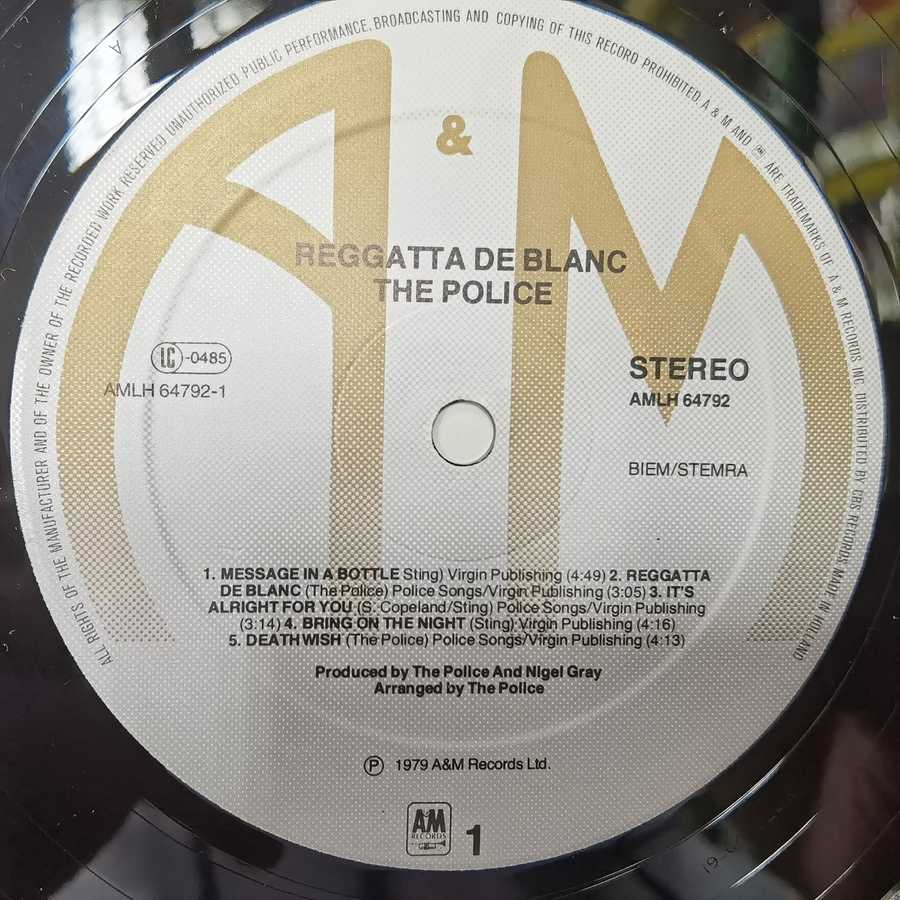 ALL RIGHTS OF THE MANUFACTURER AND OF THE OWNER OF THE RECORDED WORK RESERVED UNAUTHORIZED PUBLIC PERFORMANCE. BROADCASTING AND COPYING OF THIS RECORD PROHIBITED A & M AND AM ARE TRADEMARKS OF A & M RECORDS INC. DISTRIBUTED BY CBS RECORDS MADE IN HOLLAND
A & M
REGGATTA DE BLANC
THE POLICE
LC-0485
AMLH 64792-1
STEREO
AMLH 64792
BIEM/STEMRA
1. MESSAGE IN A BOTTLE Sting) Virgin Publishing (4:49) 2. REGGATTA
DE BLANC (The Police) Police Songs/Virgin Publishing (3:05) 3. IT'S
ALRIGHT FOR YOU (S. Copeland/Sting) Police Songs/Virgin Publishing
(3:14) 4. BRING ON THE NIGHT (Sting) Virgin Publishing (4:16)
5. DEATHWISH (The Police) Police Songs/Virgin Publishing (4:13)
Produced by The Police And Nigel Gray
Arranged by The Police
Ⓟ 1979 A&M Records Ltd.
A&M
RECORDS
1